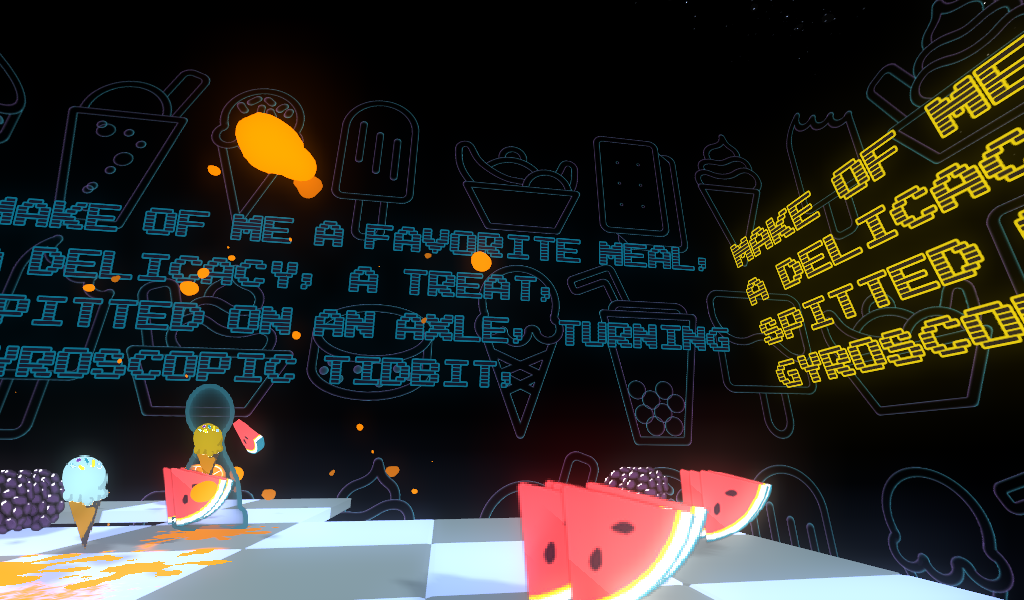 MAKE OF ME A FAVORITE MEAL,
A DELICACY, A TREAT,
SPITTED ON AN AXLE, TURNING
GYROSCOPIC TIDBIT,
MAKE OF ME
A DELICAC
SPITTED
GYROSCOP